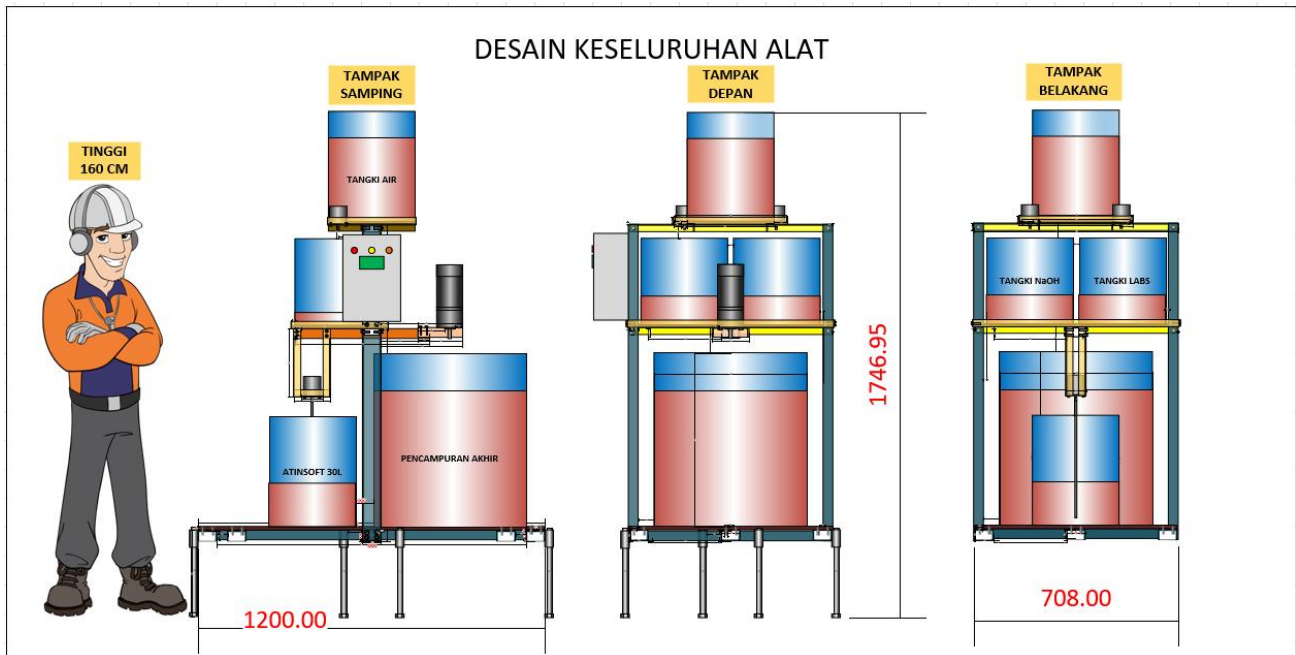 DESAIN KESELURUHAN ALAT
TAMPAK
SAMPING
TAMPAK
DEPAN
TAMPAK
BELAKANG
TINGGI
160 CM
TANGKI AIR
TANGKI NaOH
TANGKI LABS
1746.95
ATINSOFT 30L
PENCAMPURAN AKHIR
1200.00
708.00